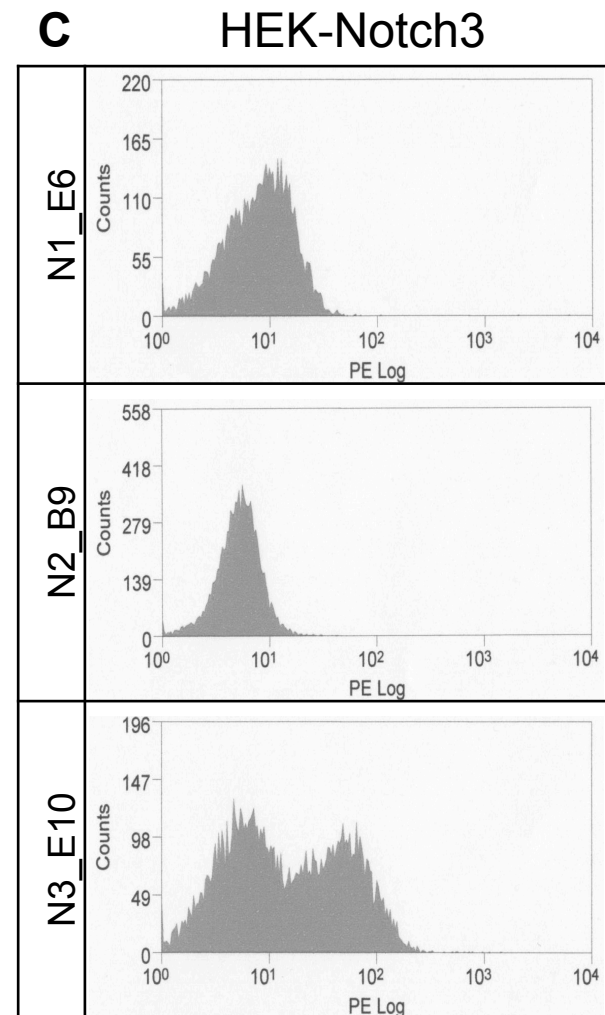 C HEK-Notch3
N1_E6
Counts
220
165
110
55
0
10⁰ 10¹ 10² 10³ 10⁴
PE Log
N2_B9
Counts
558
418
279
139
0
10⁰ 10¹ 10² 10³ 10⁴
PE Log
N3_E10
Counts
196
147
98
49
0
10⁰ 10¹ 10² 10³ 10⁴
PE Log